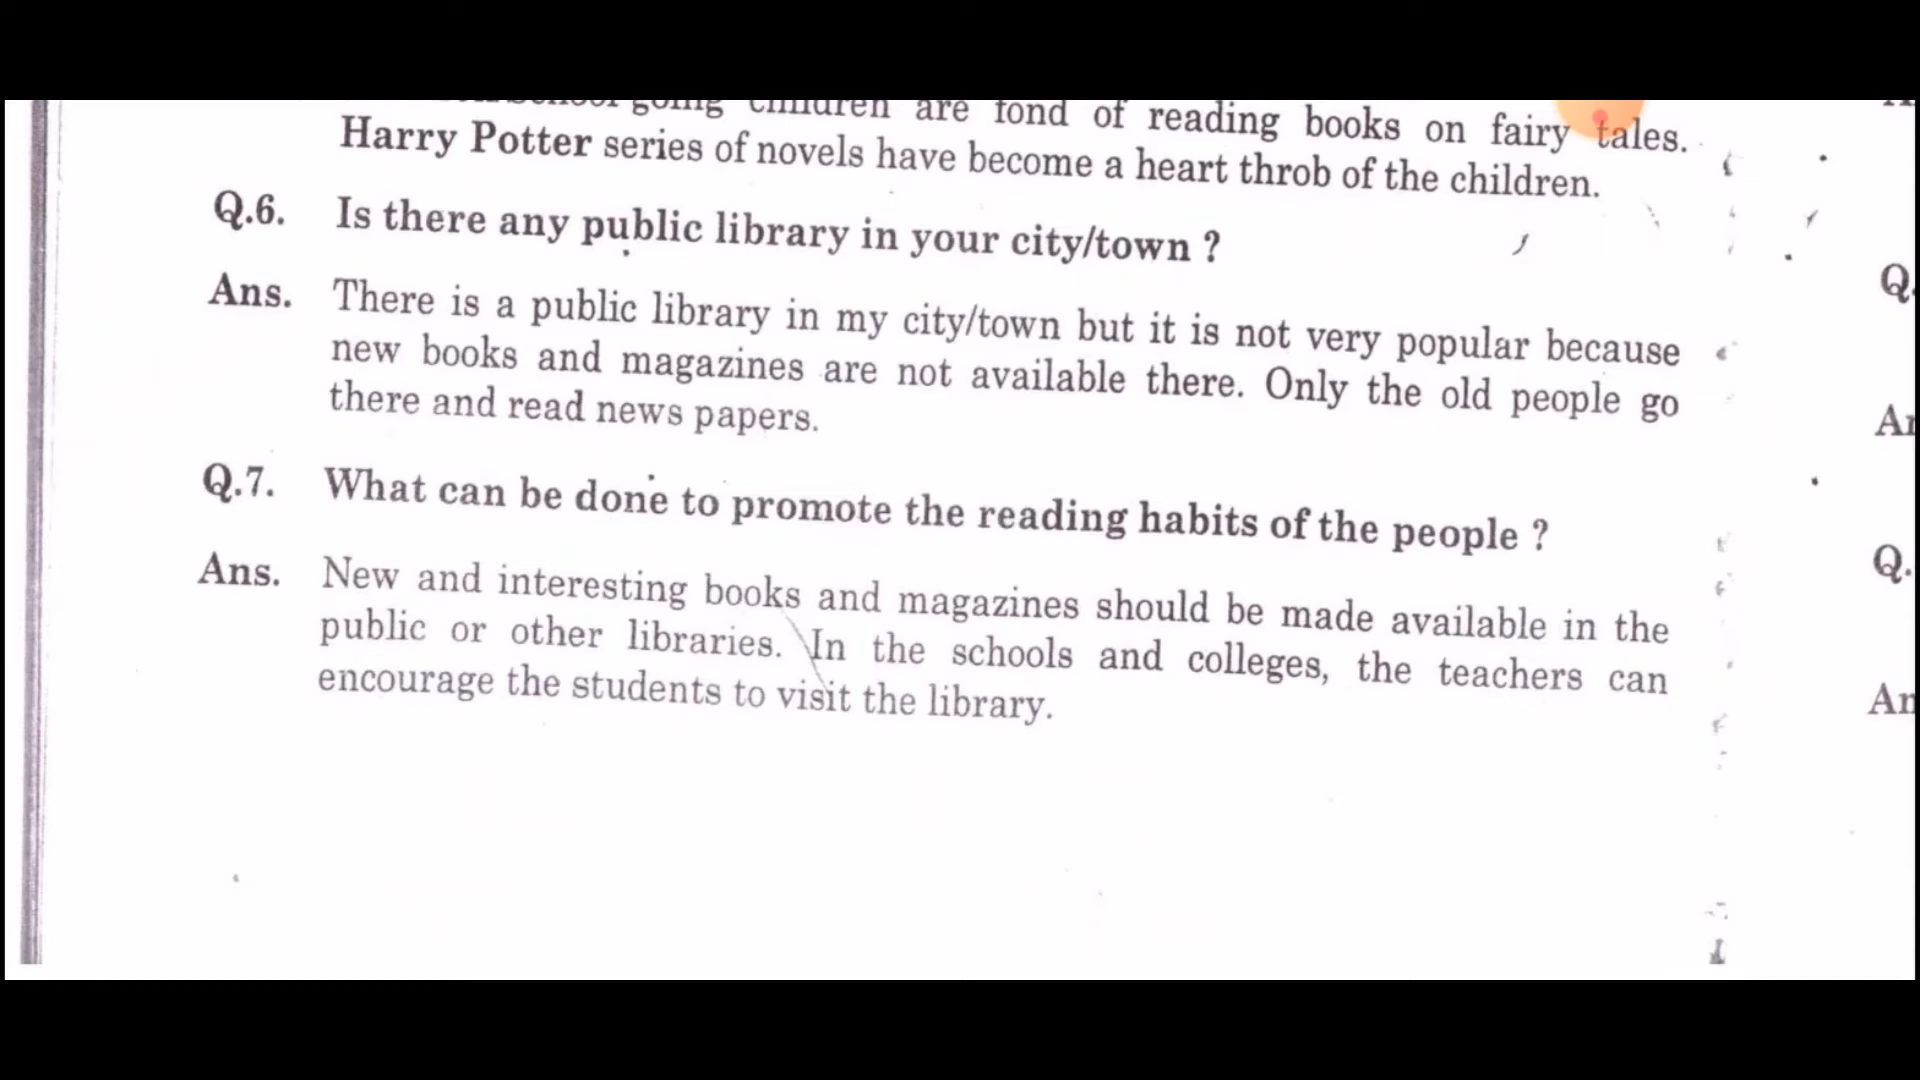 going children are fond of reading books on fairy tales.
Harry Potter series of novels have become a heart throb of the children.
Q.6. Is there any public library in your city/town ?
Ans. There is a public library in my city/town but it is not very popular because
new books and magazines are not available there. Only the old people go
there and read news papers.
Q.7. What can be done to promote the reading habits of the people ?
Ans. New and interesting books and magazines should be made available in the
public or other libraries. In the schools and colleges, the teachers can
encourage the students to visit the library.
Q.
Q.